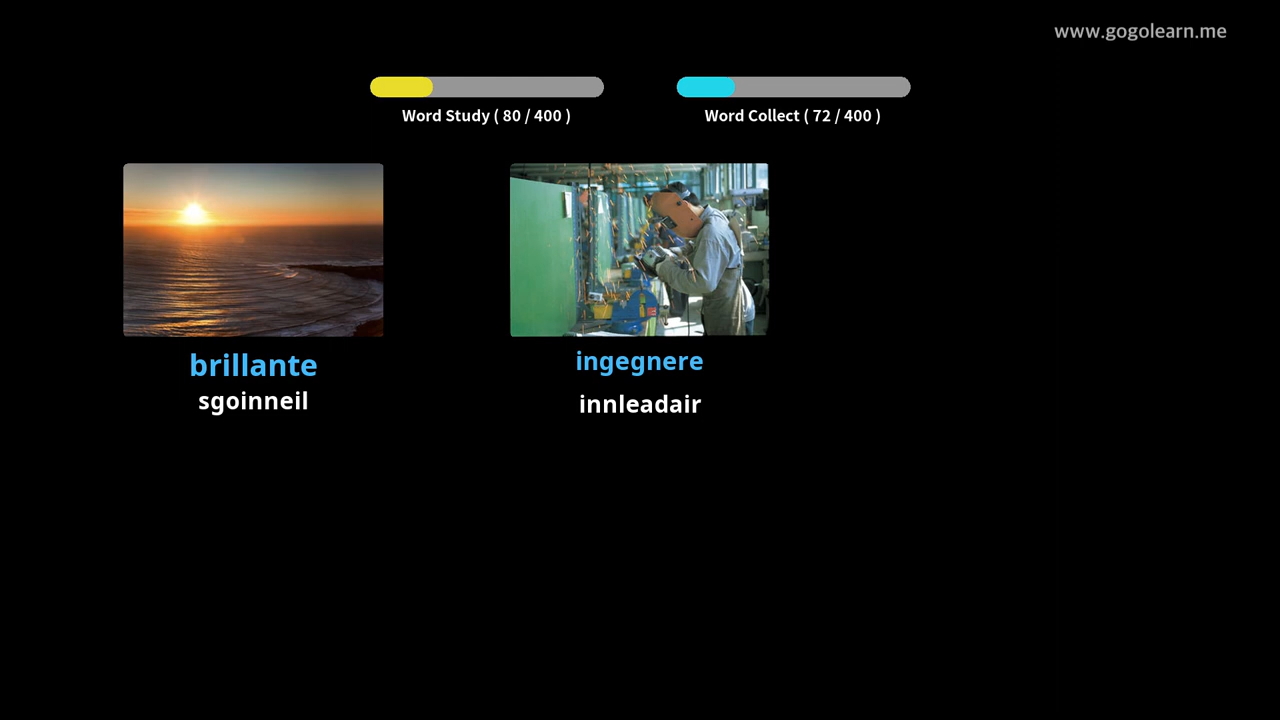 www.gogolearn.me
Word Study ( 80 / 400 )
Word Collect ( 72 / 400 )
brillante
sgoinneil
ingegnere
innleadair